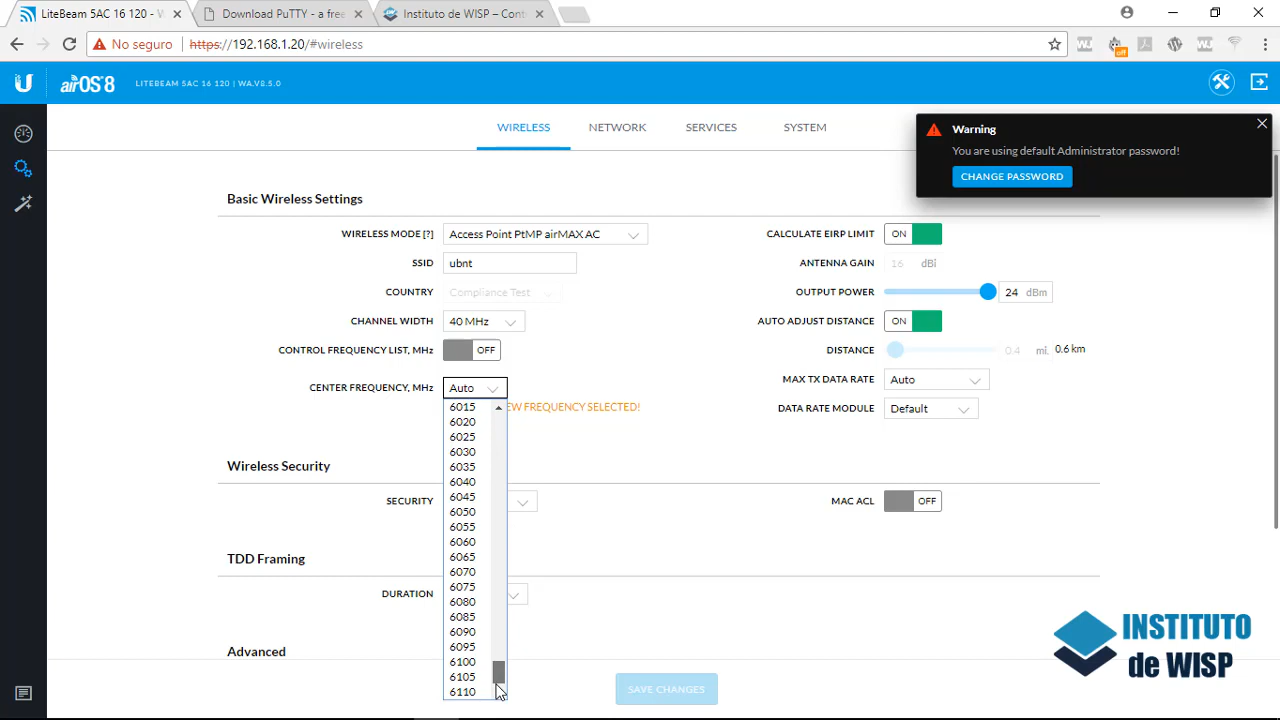 LiteBeam 5AC 16 120 - W
Download PuTTY - a free
Instituto de WISP – Cont
No seguro
https://192.168.1.20/#wireless
off
airOS 8
LITEBEAM 5AC 16 120 | WA.V8.5.0
WIRELESS
NETWORK
SERVICES
SYSTEM
Warning
You are using default Administrator password!
CHANGE PASSWORD
Basic Wireless Settings
WIRELESS MODE [?]
Access Point PtMP airMAX AC
SSID
ubnt
COUNTRY
Compliance Test
CHANNEL WIDTH
40 MHz
CONTROL FREQUENCY LIST, MHz
OFF
CENTER FREQUENCY, MHz
Auto
EW FREQUENCY SELECTED!
6015
6020
6025
6030
6035
6040
6045
6050
6055
6060
6065
6070
6075
6080
6085
6090
6095
6100
6105
6110
CALCULATE EIRP LIMIT
ON
ANTENNA GAIN
16 dBi
OUTPUT POWER
24 dBm
AUTO ADJUST DISTANCE
ON
DISTANCE
0.4 mi. 0.6 km
MAX TX DATA RATE
Auto
DATA RATE MODULE
Default
Wireless Security
SECURITY
MAC ACL
OFF
TDD Framing
DURATION
Advanced
SAVE CHANGES
INSTITUTO
de WISP